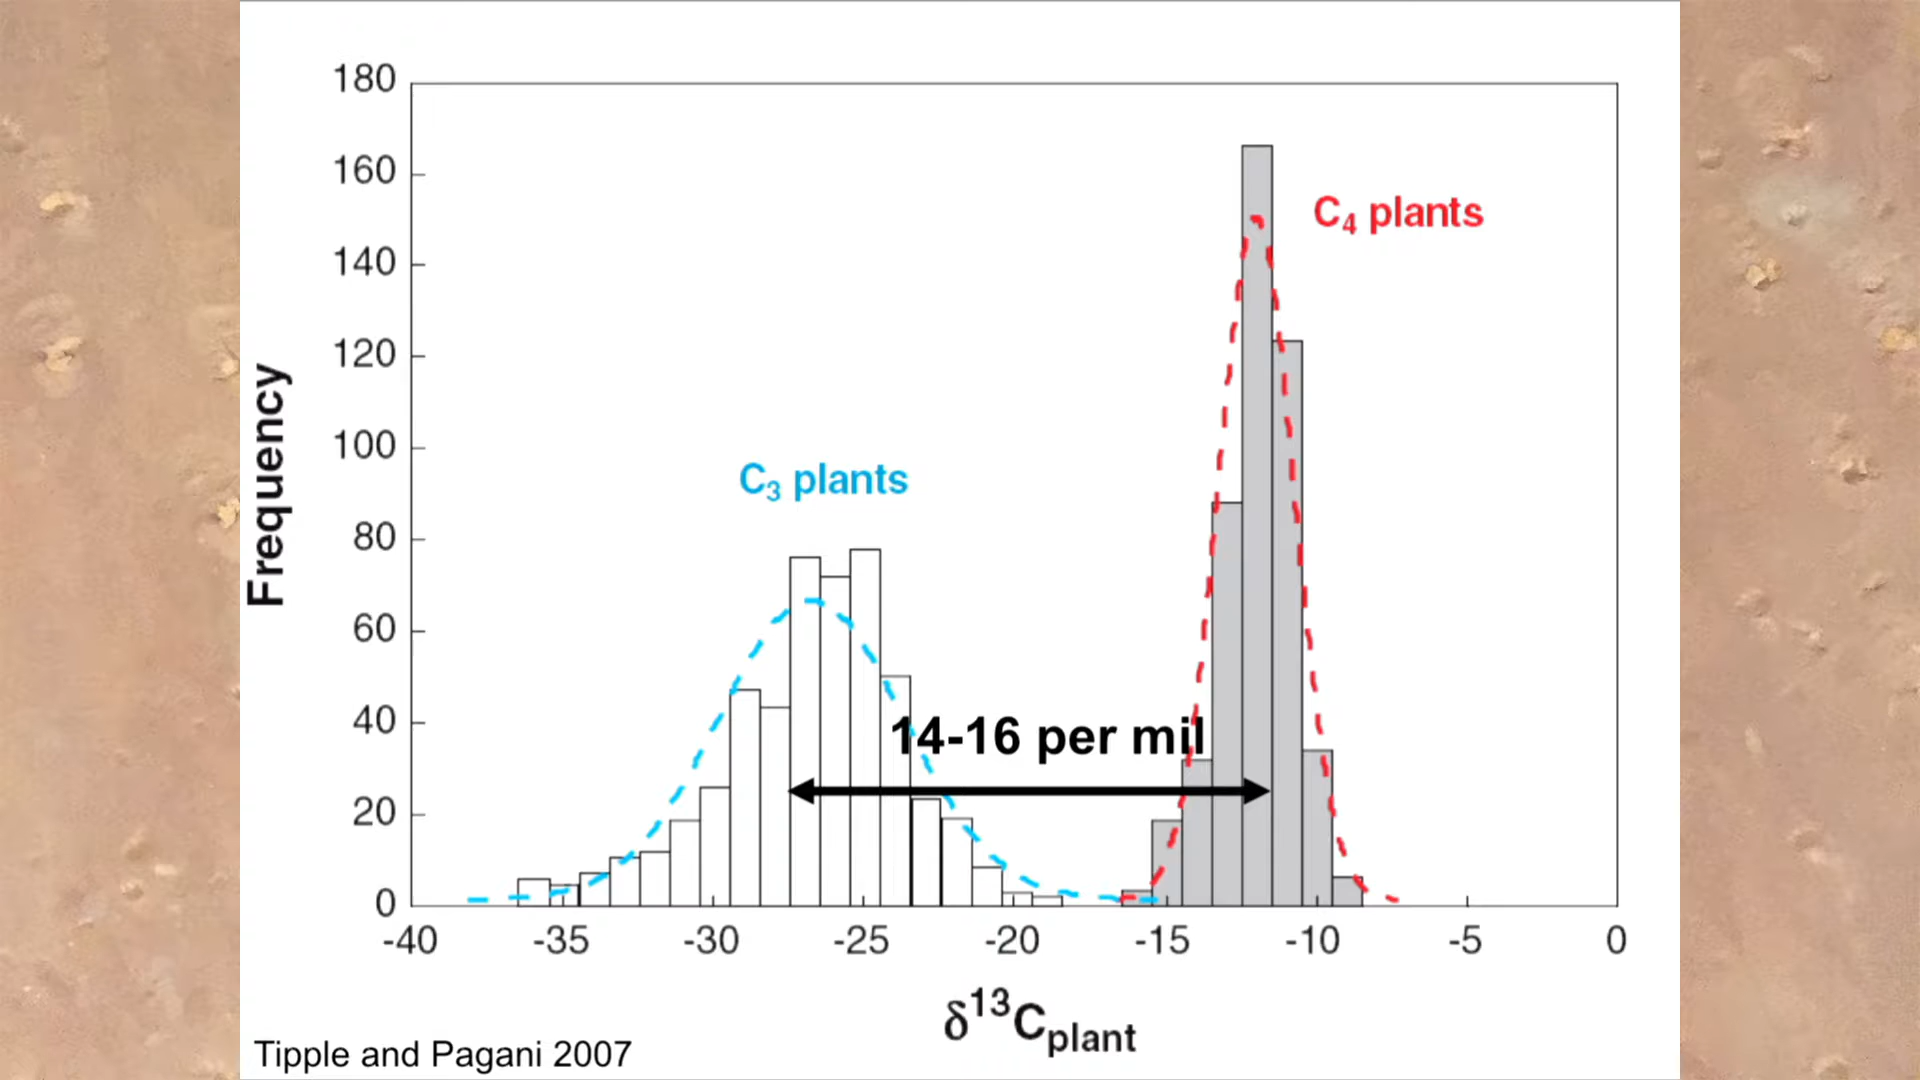 180
160
140
120
100
80
60
40
20
0
Frequency
C₄ plants
C₃ plants
14-16 per mil
-40 -35 -30 -25 -20 -15 -10 -5 0
δ¹³Cplant
Tipple and Pagani 2007